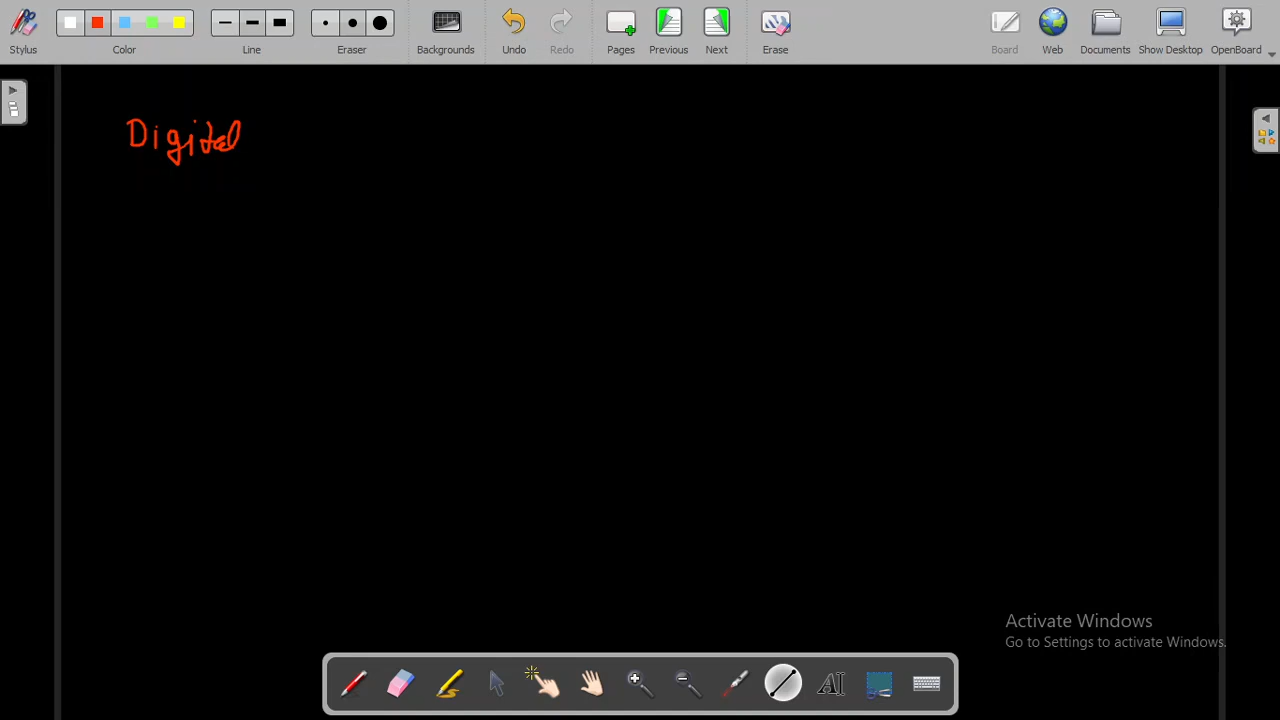 Stylus
Color
Line
Eraser
Backgrounds
Undo
Redo
Pages
Previous
Next
Erase
Board
Web
Documents
Show Desktop
OpenBoard
Digital
Activate Windows
Go to Settings to activate Windows.
AI